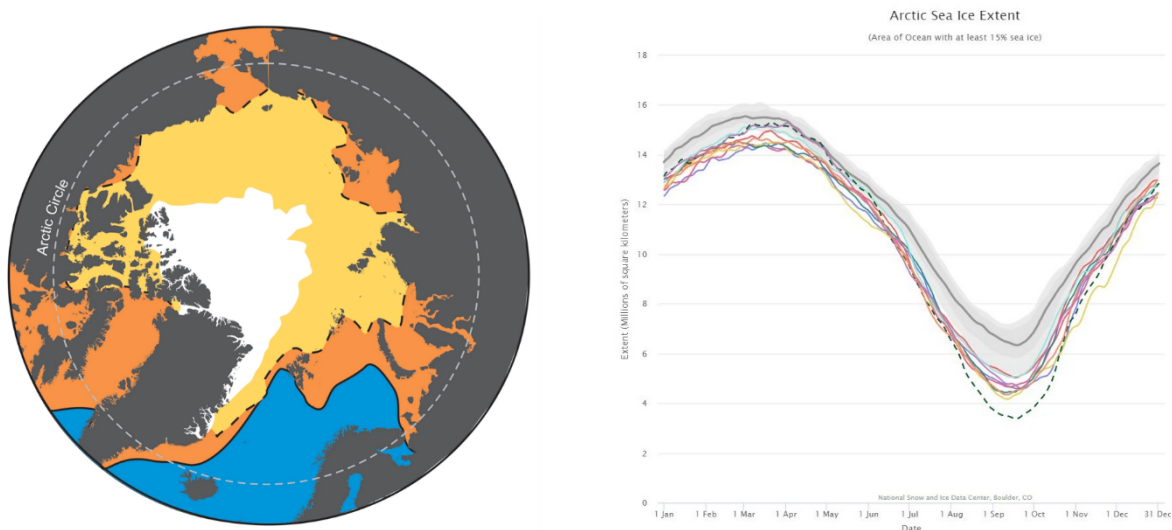 Arctic Circle
Arctic Sea Ice Extent
(Area of Ocean with at least 15% sea ice)
Extent (Millions of square kilometers)
18
16
14
12
10
8
6
4
2
0
National Snow and Ice Data Center, Boulder, CO
1 Jan 1 Feb 1 Mar 1 Apr 1 May 1 Jun 1 Jul 1 Aug 1 Sep 1 Oct 1 Nov 1 Dec 31 Dec
Date